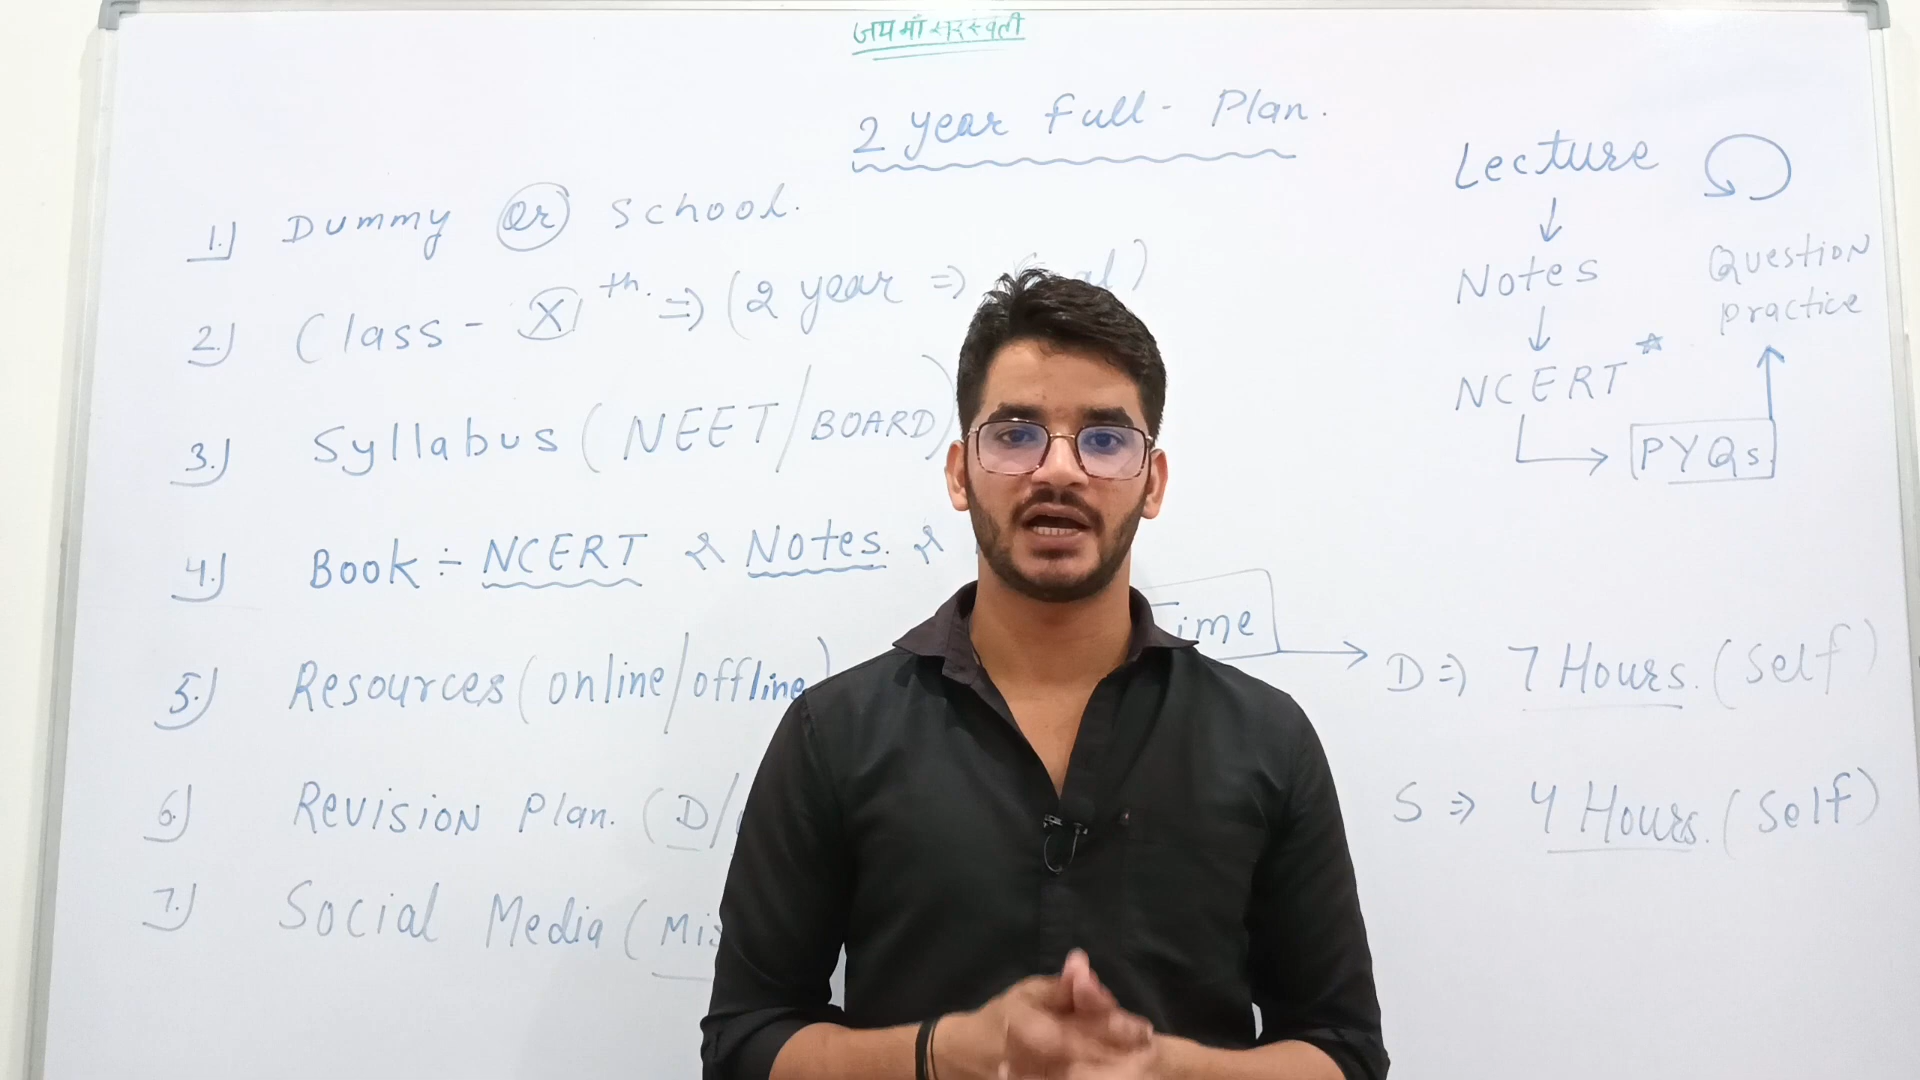 जय माँ सरस्वती
2 year Full - Plan.
1.) Dummy or School.
2.) Class - XI th. => (2 year =>
3.) Syllabus (NEET/BOARD)
4.) Book ÷ NCERT & Notes. &
5.) Resources (online/offline)
6.) Revision Plan. (D/
7.) Social Media (
Lecture
↓
Notes
↓
NCERT*
PYQs
Question
practice
D => 7 Hours. (Self)
S => 4 Hours. (Self)